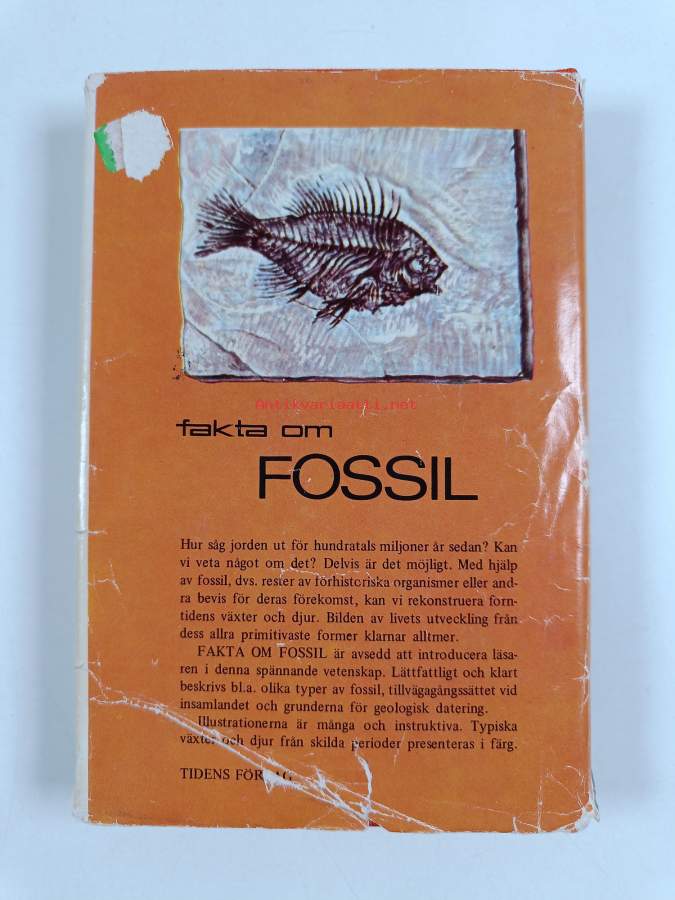 Antikvariaatti.net
fakta om
FOSSIL
Hur såg jorden ut för hundratals miljoner år sedan? Kan
vi veta något om det? Delvis är det möjligt. Med hjälp
av fossil, dvs. rester av förhistoriska organismer eller and-
ra bevis för deras förekomst, kan vi rekonstruera forn-
tidens växter och djur. Bilden av livets utveckling från
dess allra primitivaste former klarnar alltmer.
FAKTA OM FOSSIL är avsedd att introducera läsa-
ren i denna spännande vetenskap. Lättfattligt och klart
beskrivs bl.a. olika typer av fossil, tillvägagångssättet vid
insamlandet och grunderna för geologisk datering.
Illustrationerna är många och instruktiva. Typiska
växter och djur från skilda perioder presenteras i färg.
TIDENS